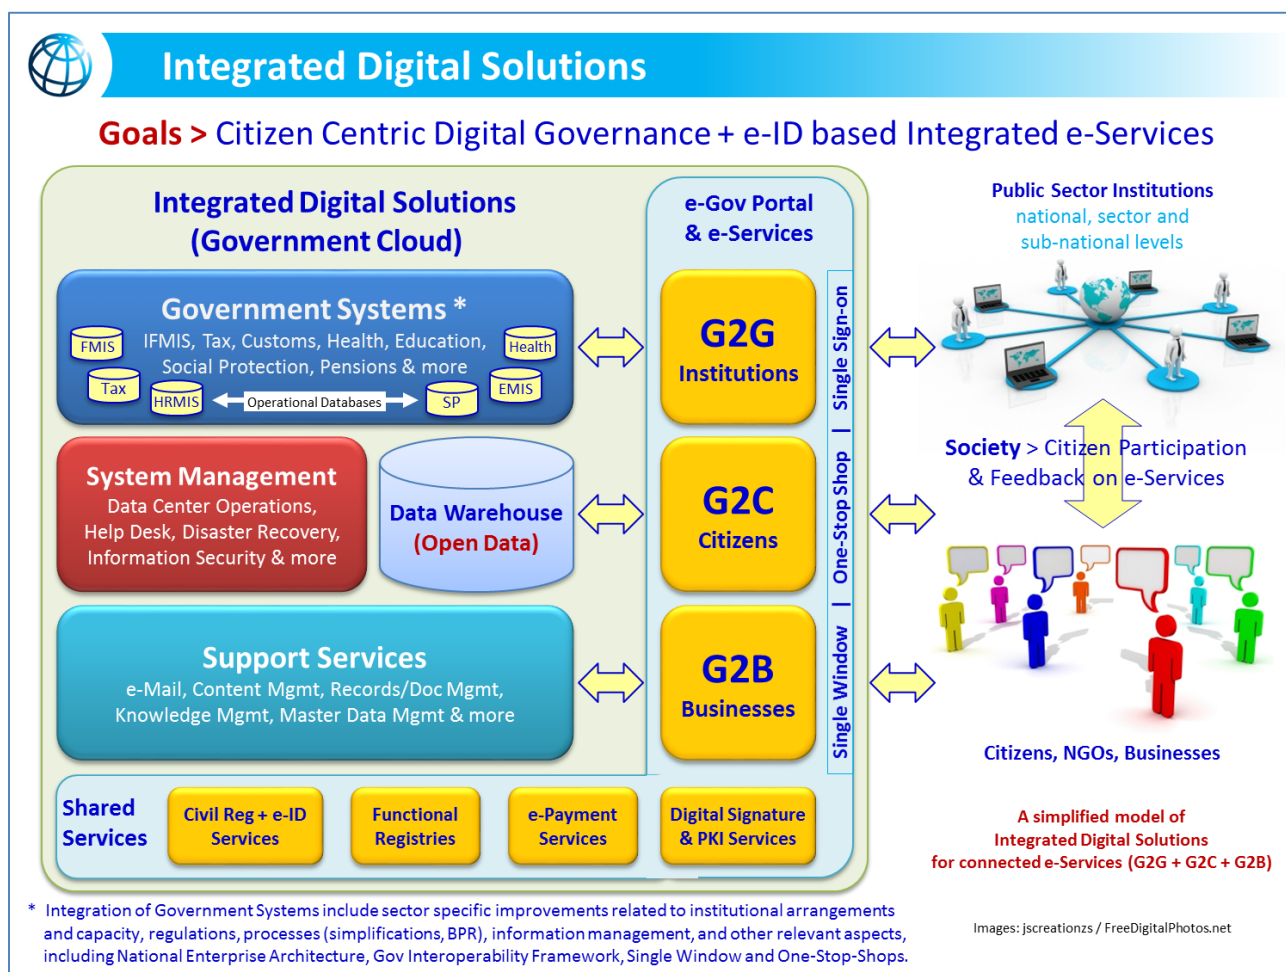 Integrated Digital Solutions
Goals > Citizen Centric Digital Governance + e-ID based Integrated e-Services
Integrated Digital Solutions
(Government Cloud)
e-Gov Portal
& e-Services
Public Sector Institutions
national, sector and
sub-national levels
Government Systems *
IFMIS, Tax, Customs, Health, Education,
Social Protection, Pensions & more
FMIS
Tax
HRMIS
Operational Databases
SP
EMIS
Health
G2G
Institutions
System Management
Data Center Operations,
Help Desk, Disaster Recovery,
Information Security & more
Data Warehouse
(Open Data)
G2C
Citizens
Support Services
e-Mail, Content Mgmt, Records/Doc Mgmt,
Knowledge Mgmt, Master Data Mgmt & more
G2B
Businesses
Single Window | One-Stop Shop | Single Sign-on
Society > Citizen Participation
& Feedback on e-Services
Citizens, NGOs, Businesses
Shared
Services
Civil Reg + e-ID
Services
Functional
Registries
e-Payment
Services
Digital Signature
& PKI Services
A simplified model of
Integrated Digital Solutions
for connected e-Services (G2G + G2C + G2B)
* Integration of Government Systems include sector specific improvements related to institutional arrangements
and capacity, regulations, processes (simplifications, BPR), information management, and other relevant aspects,
including National Enterprise Architecture, Gov Interoperability Framework, Single Window and One-Stop-Shops.
Images: jscreationzs / FreeDigitalPhotos.net